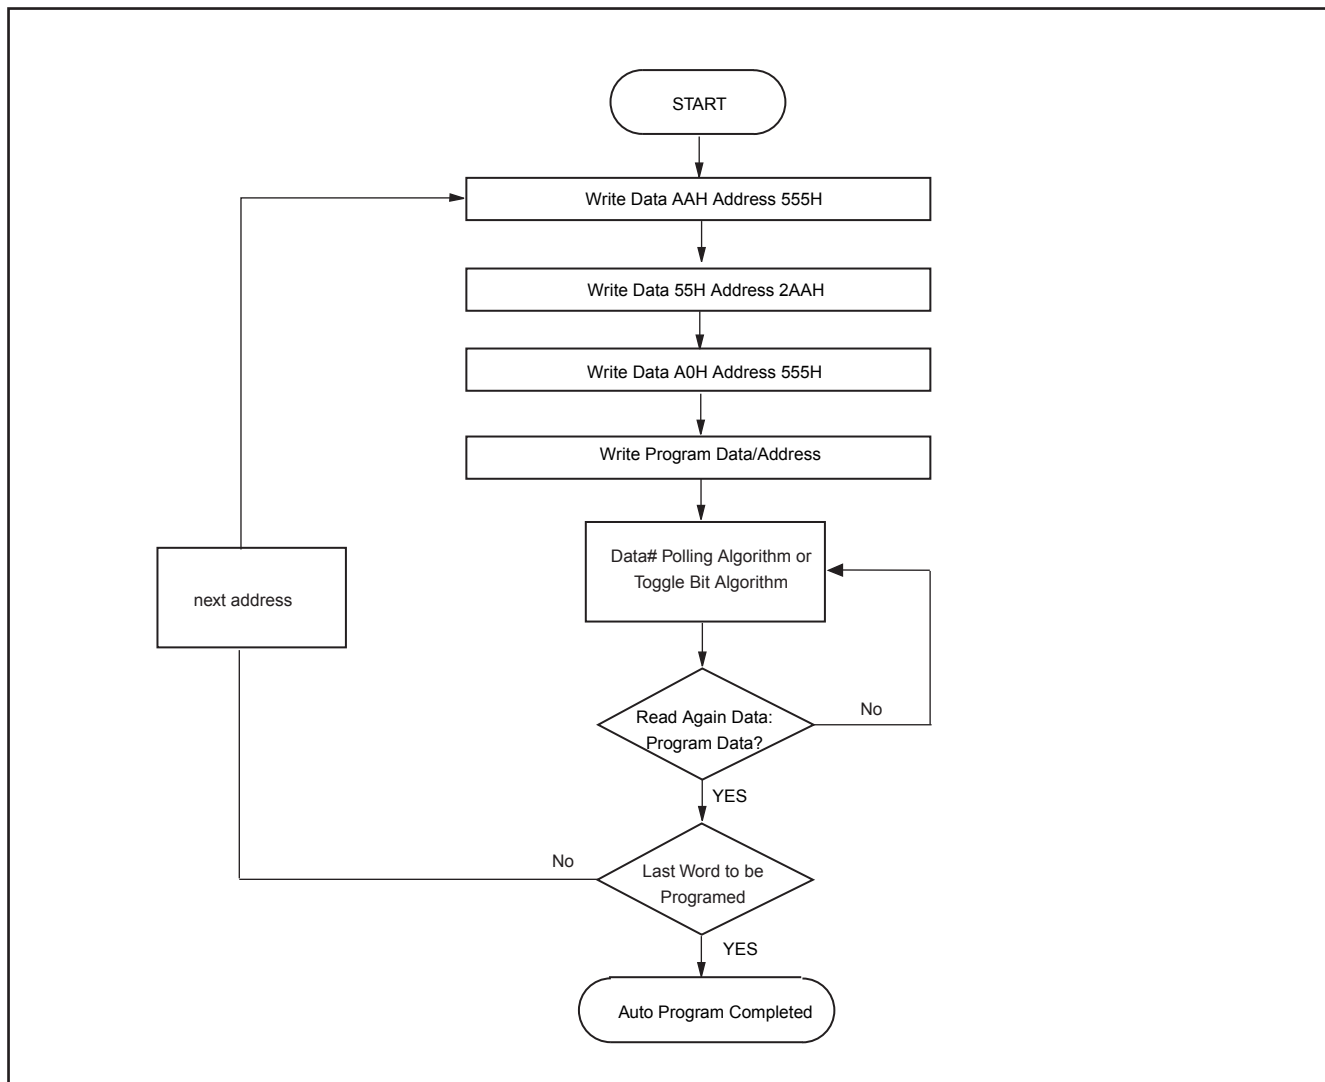 START
Write Data AAH Address 555H
Write Data 55H Address 2AAH
Write Data A0H Address 555H
Write Program Data/Address
Data# Polling Algorithm or
Toggle Bit Algorithm
next address
Read Again Data:
Program Data?
No
YES
No
Last Word to be
Programed
YES
Auto Program Completed